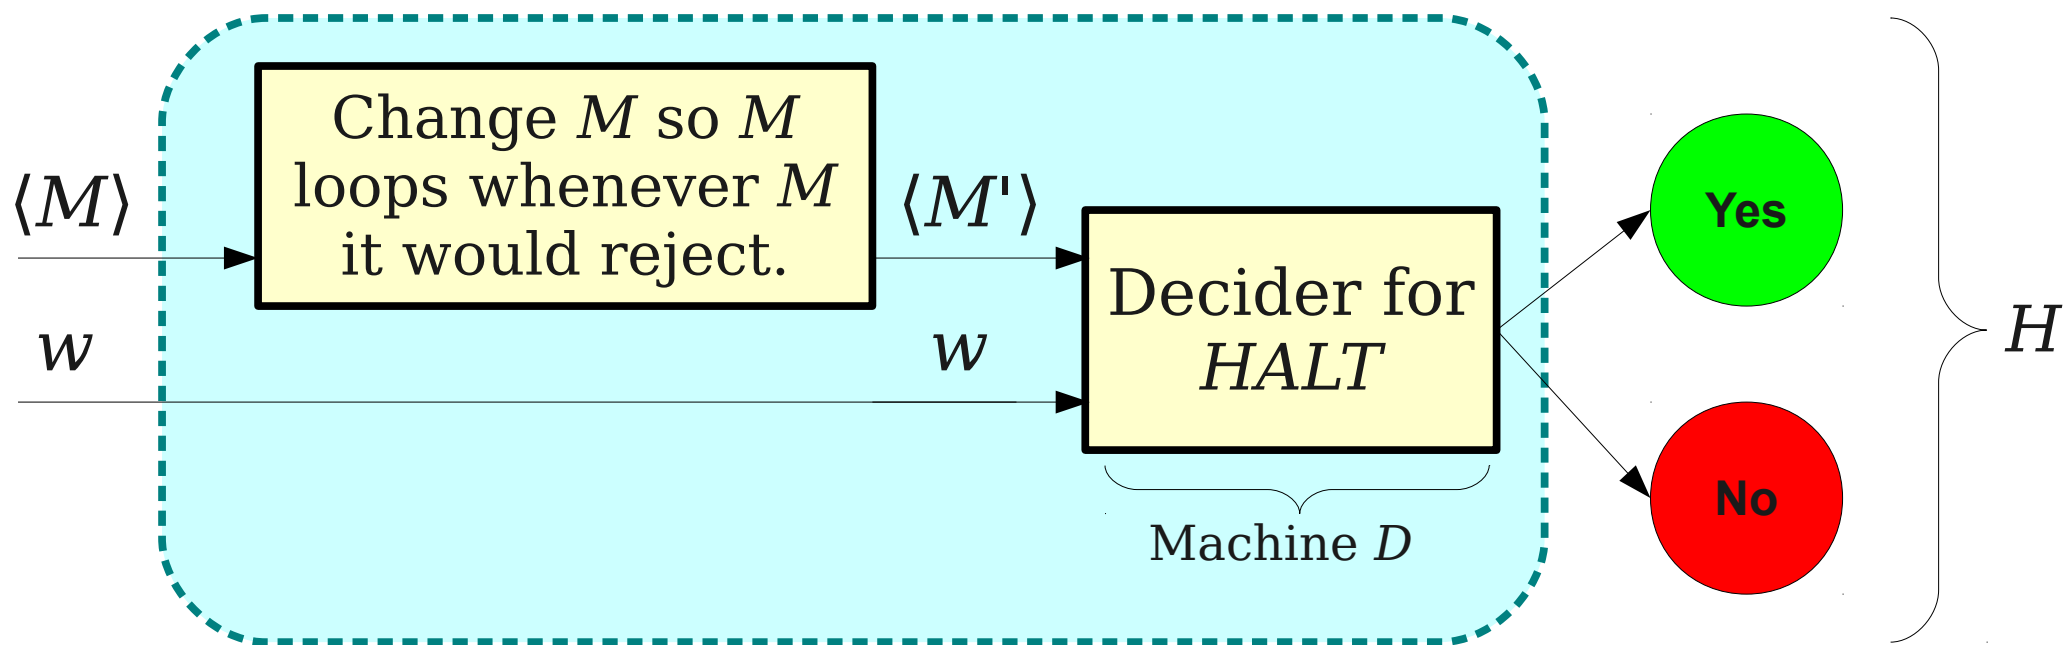 Change M so M
loops whenever M
it would reject.
⟨M⟩
⟨M'⟩
w
w
Decider for
HALT
Machine D
Yes
No
H